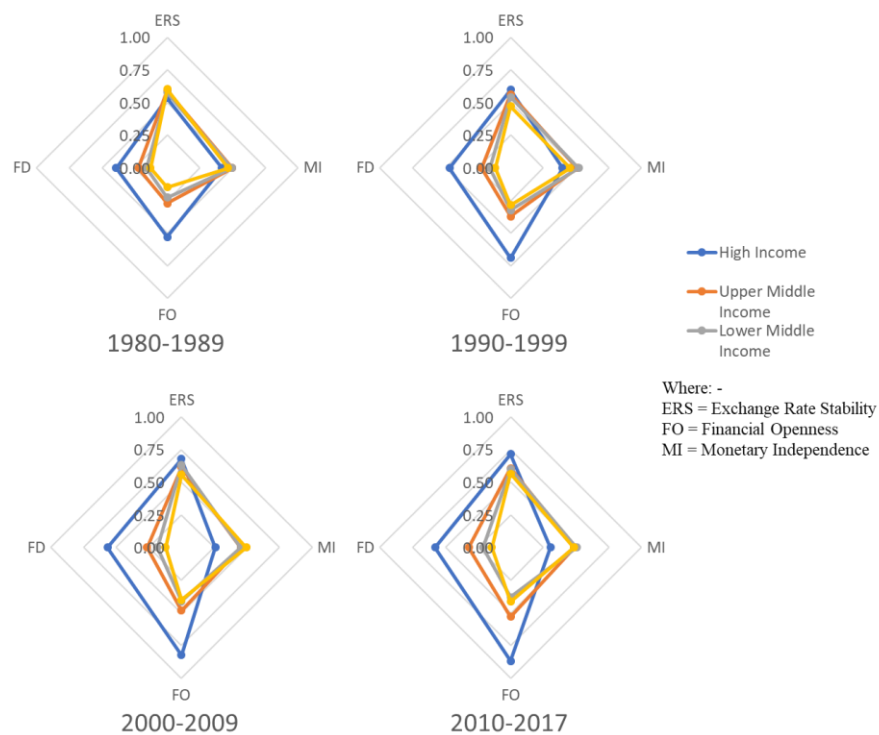 ERS
1.00
0.75
0.50
0.25
0.00
FD
MI
FO
1980-1989
ERS
1.00
0.75
0.50
0.25
0.00
FD
MI
FO
1990-1999
High Income
Upper Middle
Income
Lower Middle
Income
Where: -
ERS = Exchange Rate Stability
FO = Financial Openness
MI = Monetary Independence
ERS
1.00
0.75
0.50
0.25
0.00
FD
MI
FO
2000-2009
ERS
1.00
0.75
0.50
0.25
0.00
FD
MI
FO
2010-2017